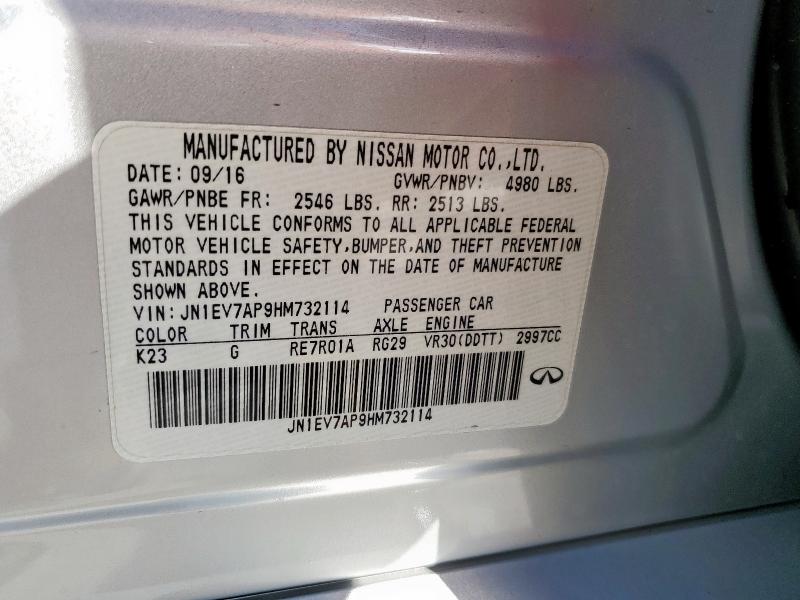 MANUFACTURED BY NISSAN MOTOR CO.,LTD.
DATE: 09/16 GVWR/PNBV: 4980 LBS.
GAWR/PNBE FR: 2546 LBS. RR: 2513 LBS.
THIS VEHICLE CONFORMS TO ALL APPLICABLE FEDERAL
MOTOR VEHICLE SAFETY,BUMPER,AND THEFT PREVENTION
STANDARDS IN EFFECT ON THE DATE OF MANUFACTURE
SHOWN ABOVE.
VIN: JN1EV7AP9HM732114 PASSENGER CAR
COLOR TRIM TRANS AXLE ENGINE
K23 G RE7R01A RG29 VR30(DDTT) 2997CC
JN1EV7AP9HM732114